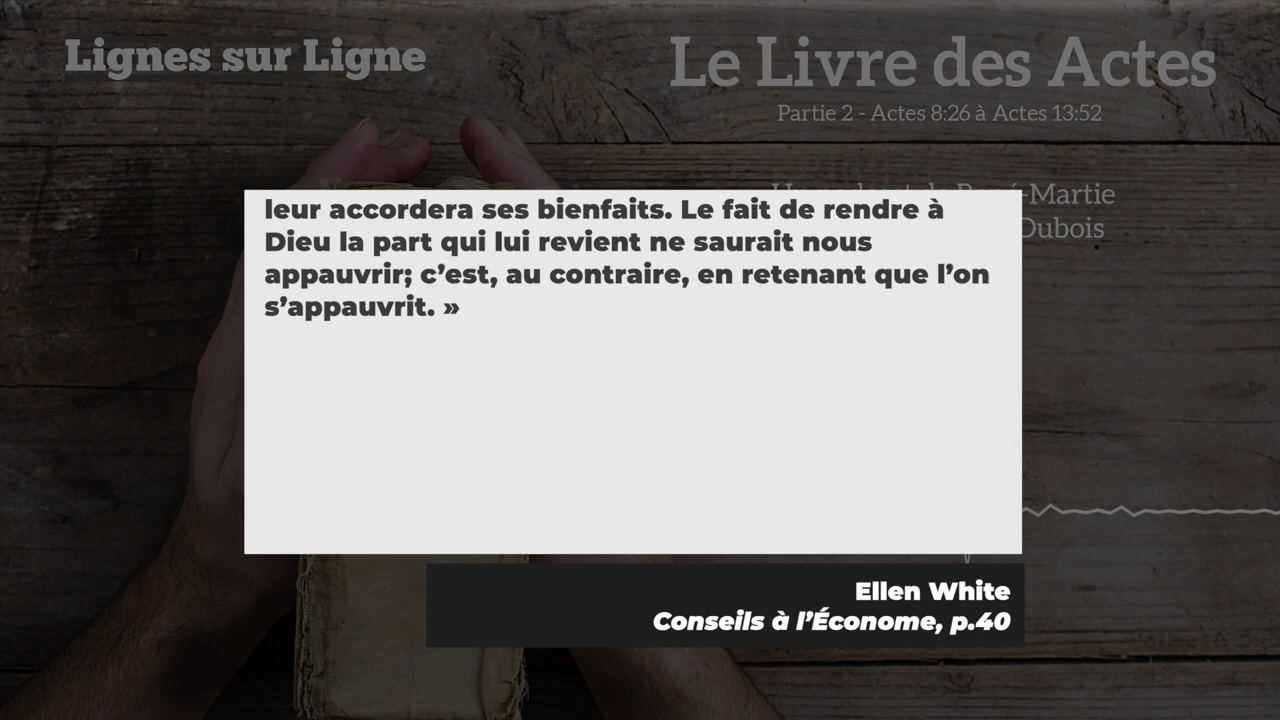 Lignes sur Ligne
Le Livre des Actes
Partie 2 - Actes 8:26 à Actes 13:52
-Martie
Dubois
leur accordera ses bienfaits. Le fait de rendre à
Dieu la part qui lui revient ne saurait nous
appauvrir; c’est, au contraire, en retenant que l’on
s’appauvrit. »
Ellen White
Conseils à l’Économe, p.40